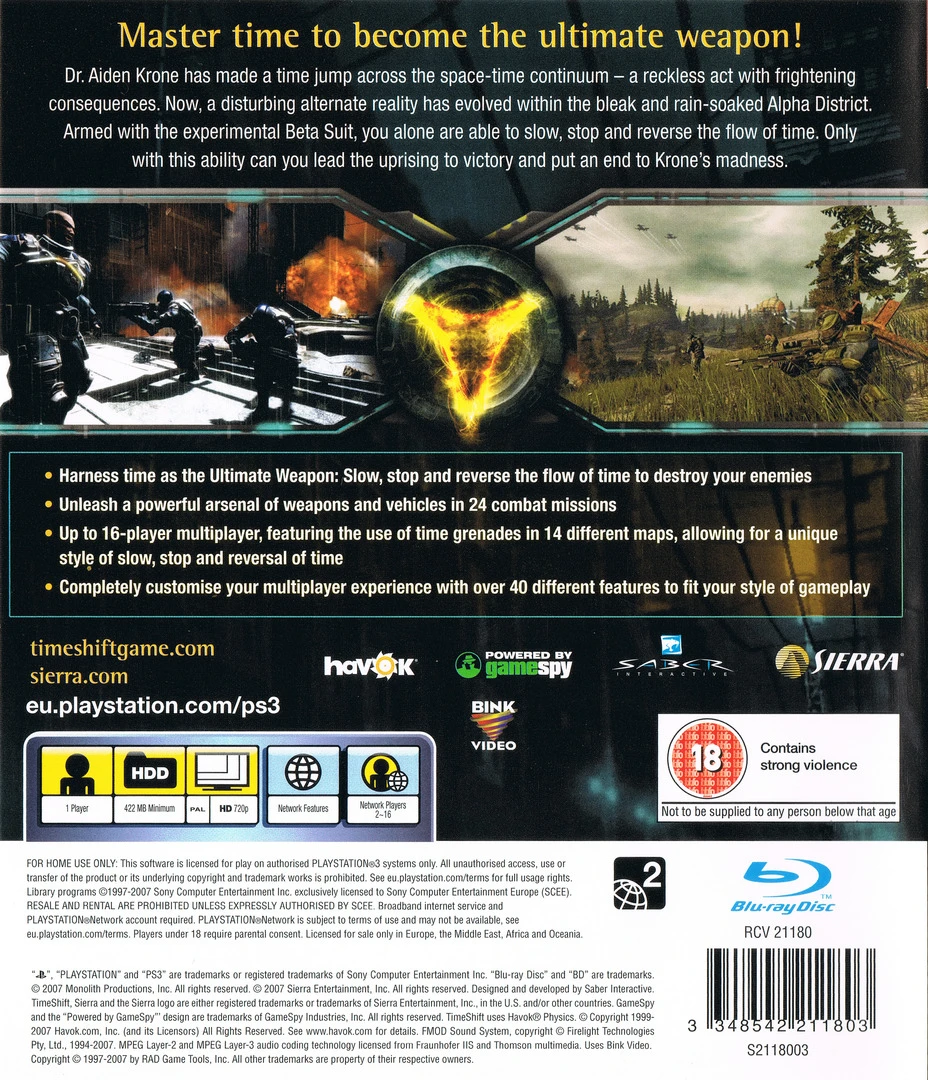 Master time to become the ultimate weapon!
Dr. Aiden Krone has made a time jump across the space-time continuum – a reckless act with frightening
consequences. Now, a disturbing alternate reality has evolved within the bleak and rain-soaked Alpha District.
Armed with the experimental Beta Suit, you alone are able to slow, stop and reverse the flow of time. Only
with this ability can you lead the uprising to victory and put an end to Krone's madness.
• Harness time as the Ultimate Weapon: Slow, stop and reverse the flow of time to destroy your enemies
• Unleash a powerful arsenal of weapons and vehicles in 24 combat missions
• Up to 16-player multiplayer, featuring the use of time grenades in 14 different maps, allowing for a unique
style of slow, stop and reversal of time
• Completely customise your multiplayer experience with over 40 different features to fit your style of gameplay
timeshiftgame.com
sierra.com
eu.playstation.com/ps3
havok
POWERED BY
gamespy
SABER
INTERACTIVE
SIERRA®
BINK
VIDEO
18
Contains
strong violence
Not to be supplied to any person below that age
HDD
1 Player
422 MB Minimum
PAL
HD 720p
Network Features
Network Players
2~16
FOR HOME USE ONLY: This software is licensed for play on authorised PLAYSTATION®3 systems only. All unauthorised access, use or
transfer of the product or its underlying copyright and trademark works is prohibited. See eu.playstation.com/terms for full usage rights.
Library programs ©1997-2007 Sony Computer Entertainment Inc. exclusively licensed to Sony Computer Entertainment Europe (SCEE).
RESALE AND RENTAL ARE PROHIBITED UNLESS EXPRESSLY AUTHORISED BY SCEE. Broadband internet service and
PLAYSTATION®Network account required. PLAYSTATION®Network is subject to terms of use and may not be available, see
eu.playstation.com/terms. Players under 18 require parental consent. Licensed for sale only in Europe, the Middle East, Africa and Oceania.
2
Blu-ray Disc™
RCV 21180
"", "PLAYSTATION" and "PS3" are trademarks or registered trademarks of Sony Computer Entertainment Inc. "Blu-ray Disc" and "BD" are trademarks.
© 2007 Monolith Productions, Inc. All rights reserved. © 2007 Sierra Entertainment, Inc. All rights reserved. Designed and developed by Saber Interactive.
TimeShift, Sierra and the Sierra logo are either registered trademarks or trademarks of Sierra Entertainment, Inc., in the U.S. and/or other countries. GameSpy
and the "Powered by GameSpy"' design are trademarks of GameSpy Industries, Inc. All rights reserved. TimeShift uses Havok® Physics. © Copyright 1999-
2007 Havok.com, Inc. (and its Licensors) All Rights Reserved. See www.havok.com for details. FMOD Sound System, copyright © Firelight Technologies
Pty, Ltd., 1994-2007. MPEG Layer-2 and MPEG Layer-3 audio coding technology licensed from Fraunhofer IIS and Thomson multimedia. Uses Bink Video.
Copyright © 1997-2007 by RAD Game Tools, Inc. All other trademarks are property of their respective owners.
3 348542 211803
S2118003